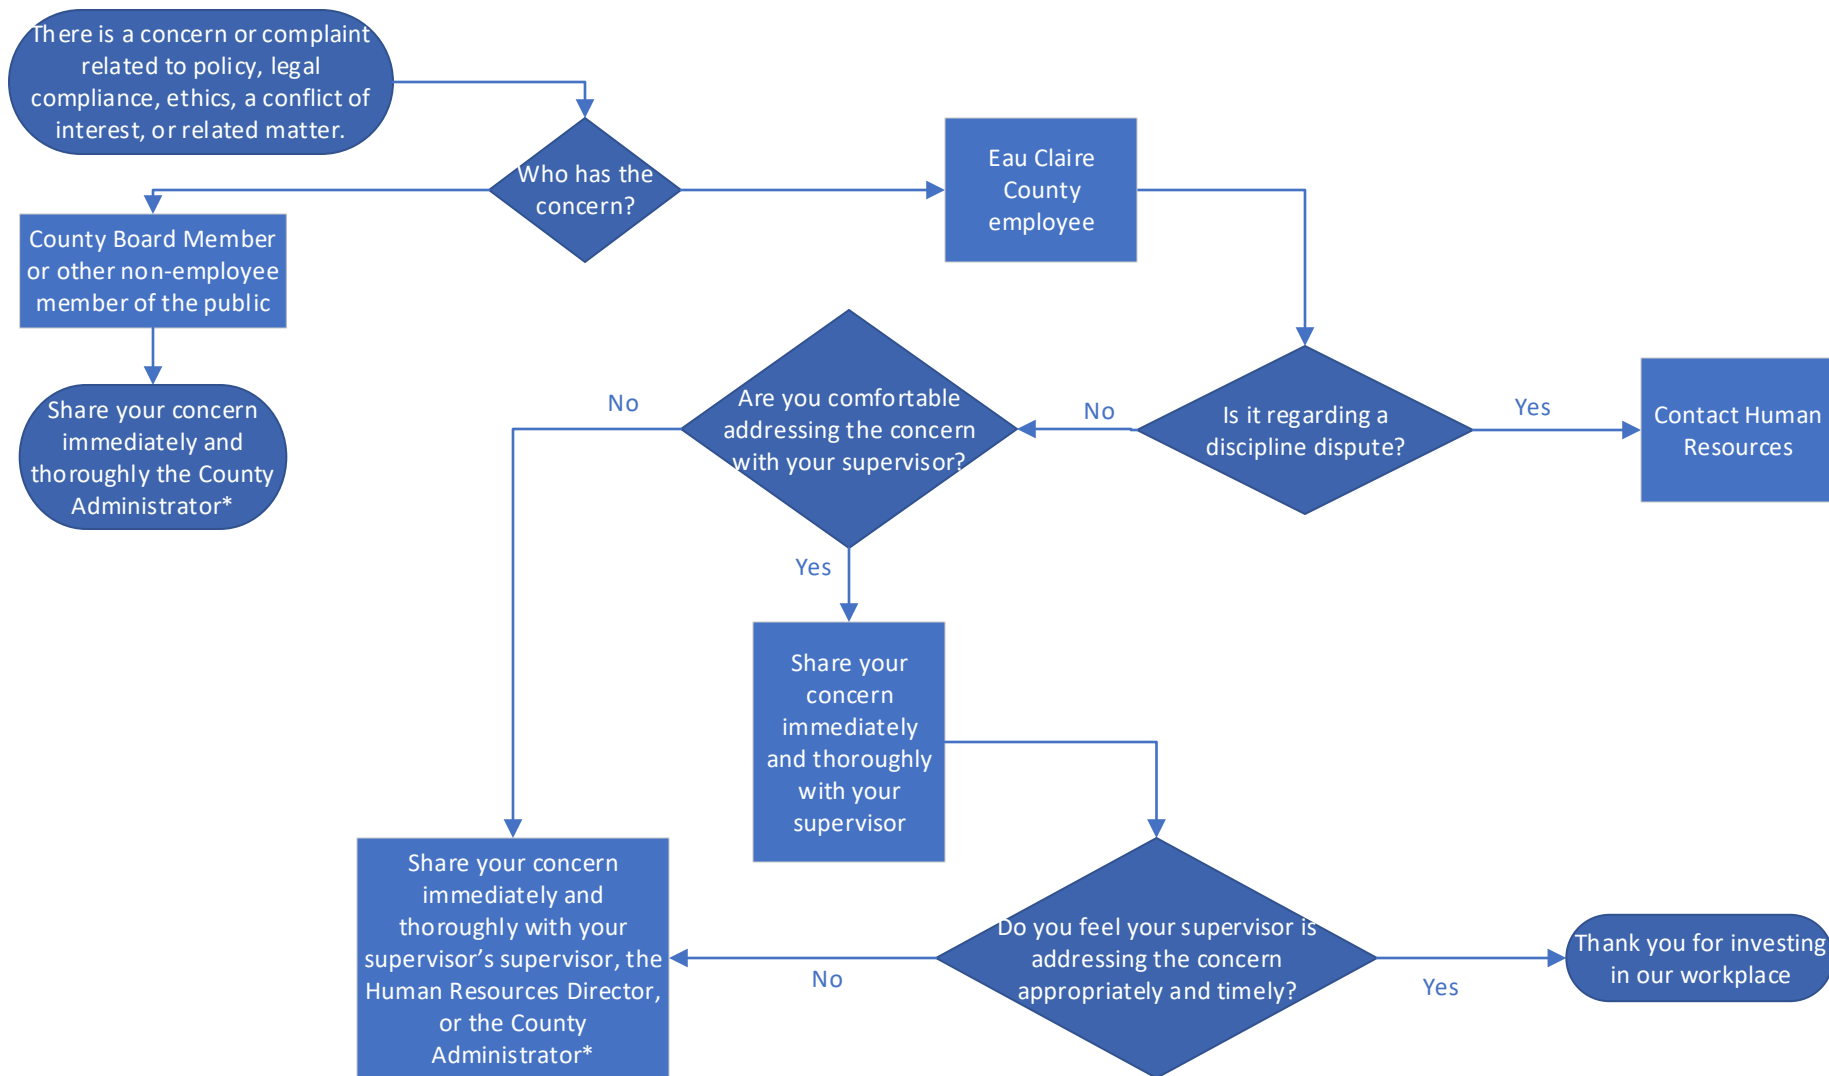 There is a concern or complaint
related to policy, legal
compliance, ethics, a conflict of
interest, or related matter.
Who has the
concern?
Eau Claire
County
employee
County Board Member
or other non-employee
member of the public
Share your concern
immediately and
thoroughly the County
Administrator*
No
Are you comfortable
addressing the concern
with your supervisor?
No
Is it regarding a
discipline dispute?
Yes
Contact Human
Resources
Yes
Share your
concern
immediately
and thoroughly
with your
supervisor
Share your concern
immediately and
thoroughly with your
supervisor’s supervisor, the
Human Resources Director,
or the County
Administrator*
No
Do you feel your supervisor is
addressing the concern
appropriately and timely?
Yes
Thank you for investing
in our workplace